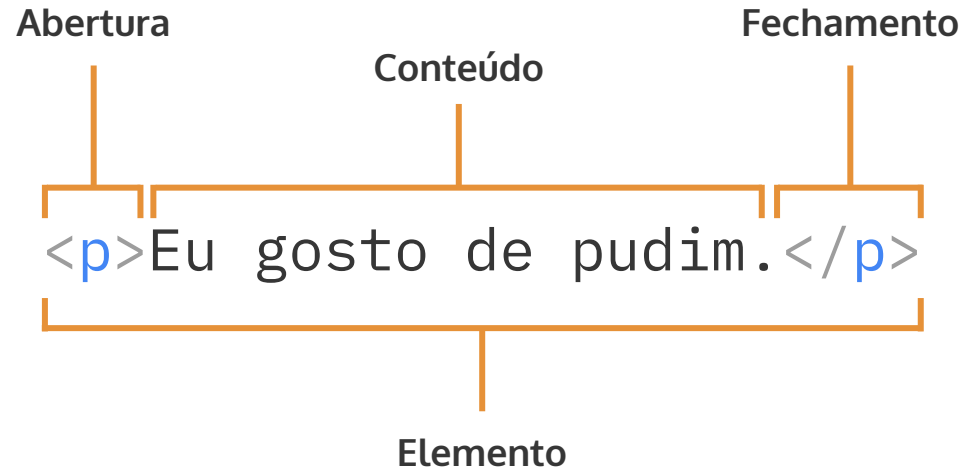 Abertura
Fechamento
Conteúdo
<p>Eu gosto de pudim.</p>
Elemento